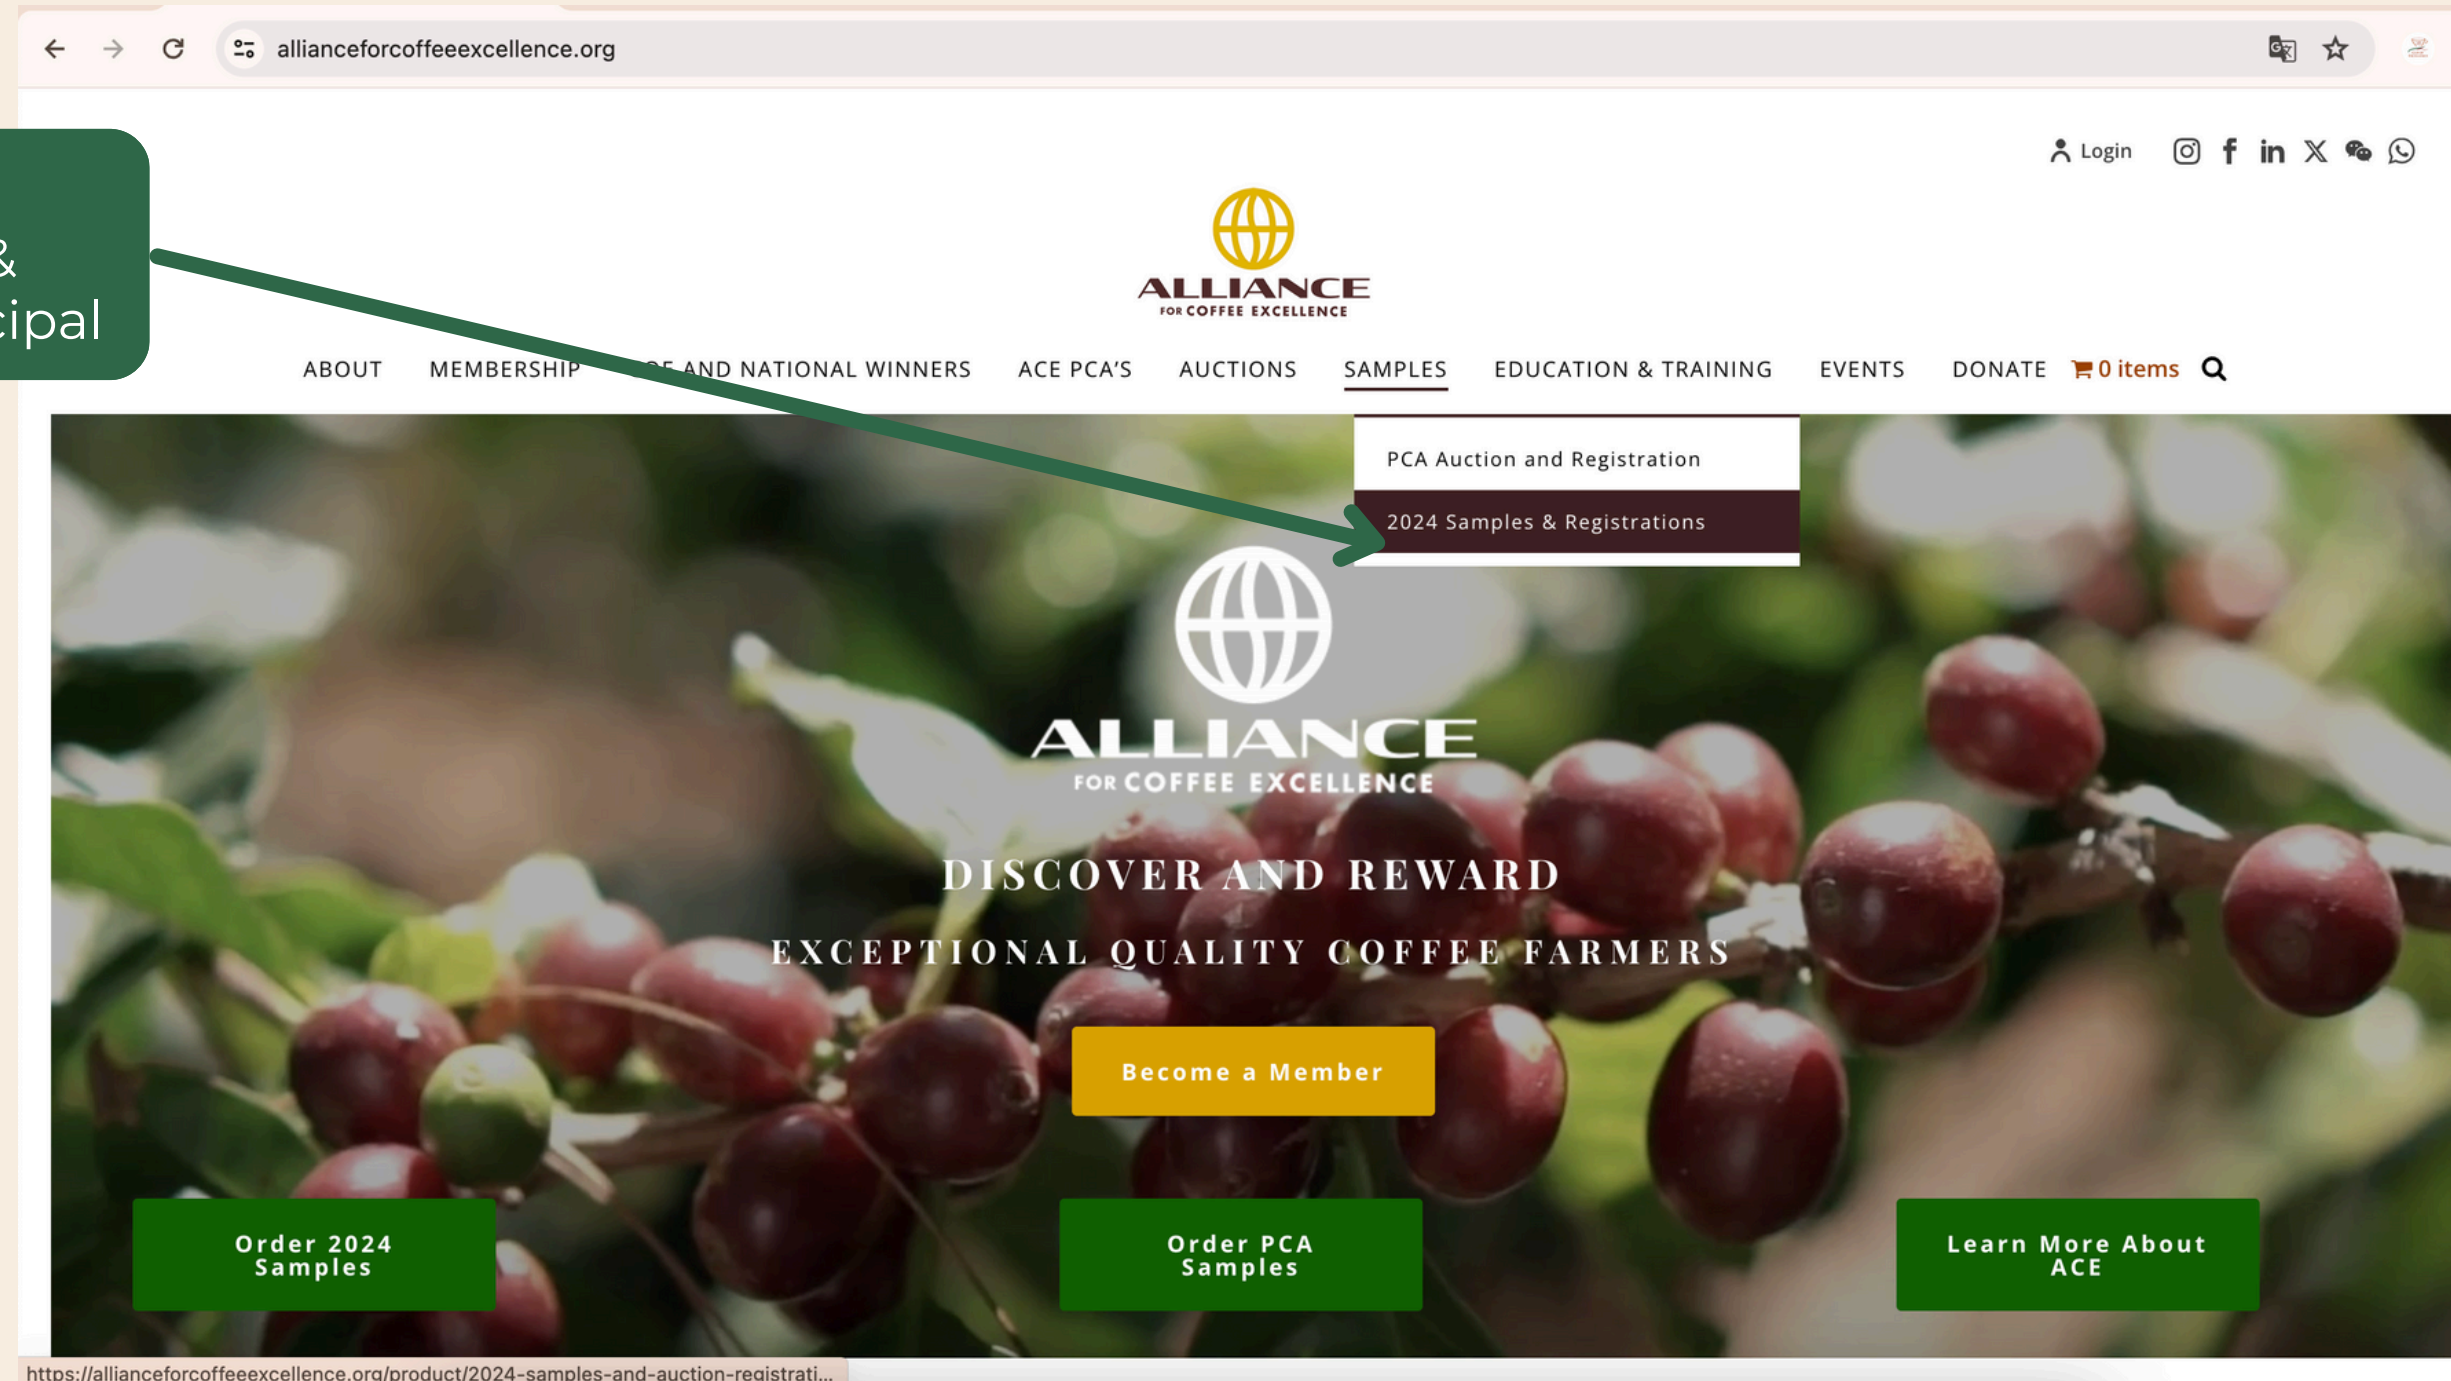 allianceforcoffeeexcellence.org
Login
&
ALLIANCE
FOR COFFEE EXCELLENCE
ABOUT MEMBERSHIP AND NATIONAL WINNERS ACE PCA'S AUCTIONS SAMPLES EDUCATION & TRAINING EVENTS DONATE 0 items
PCA Auction and Registration
2024 Samples & Registrations
ALLIANCE
FOR COFFEE EXCELLENCE
DISCOVER AND REWARD
EXCEPTIONAL QUALITY COFFEE FARMERS
Become a Member
Order 2024
Samples
Order PCA
Samples
Learn More About
ACE
https://allianceforcoffeeexcellence.org/product/2024-samples-and-auction-registrati...